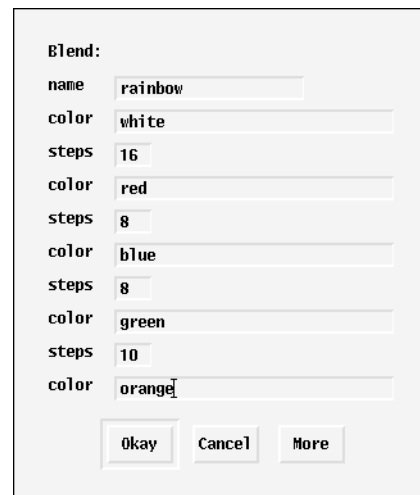 Blend:
name rainbow
color white
steps 16
color red
steps 8
color blue
steps 8
color green
steps 10
color orange
Okay Cancel More